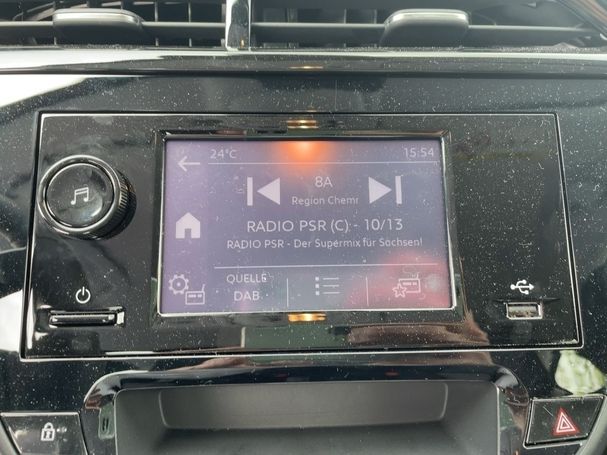 24°C
15:54
8A
Region Chemr
RADIO PSR (C) - 10/13
RADIO PSR - Der Supermix für Sachsen!
QUELLE
DAB